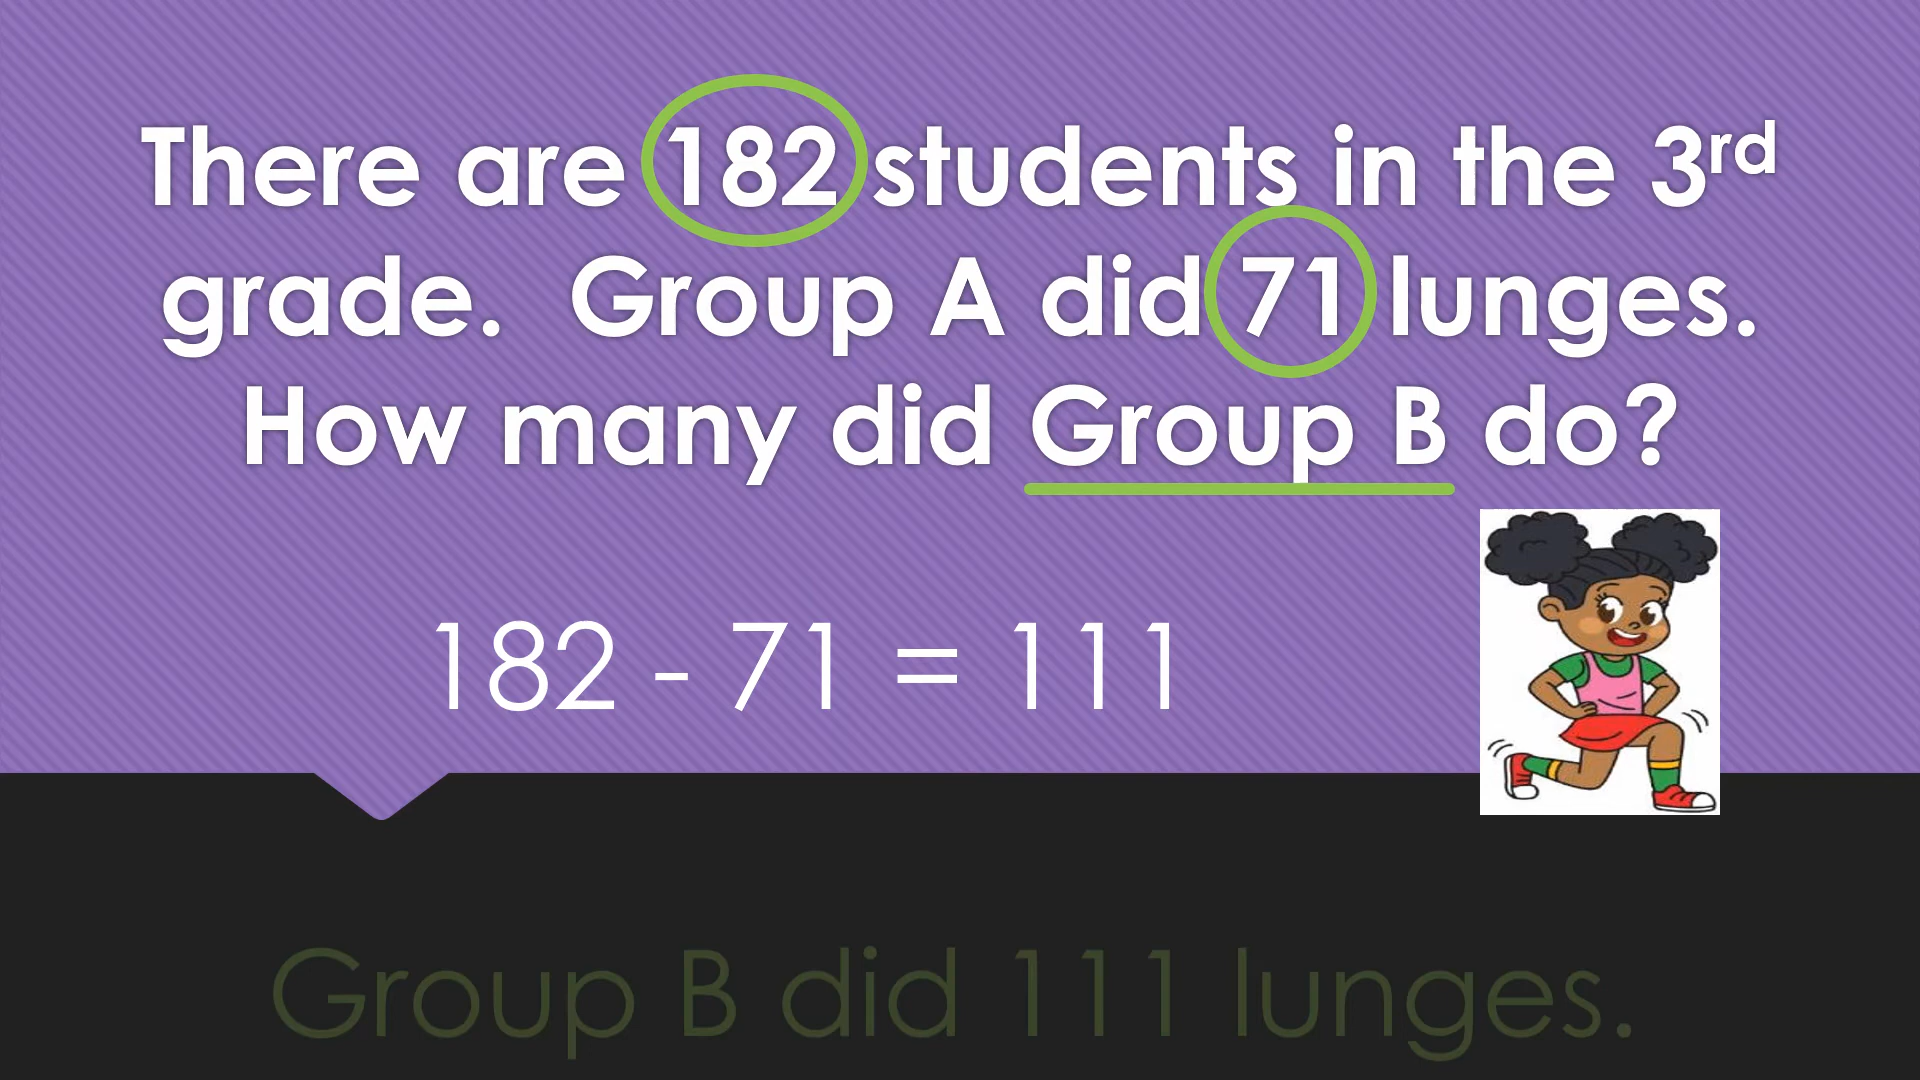 There are 182 students in the 3rd
grade. Group A did 71 lunges.
How many did Group B do?
182 - 71 = 111
Group B did 111 lunges.